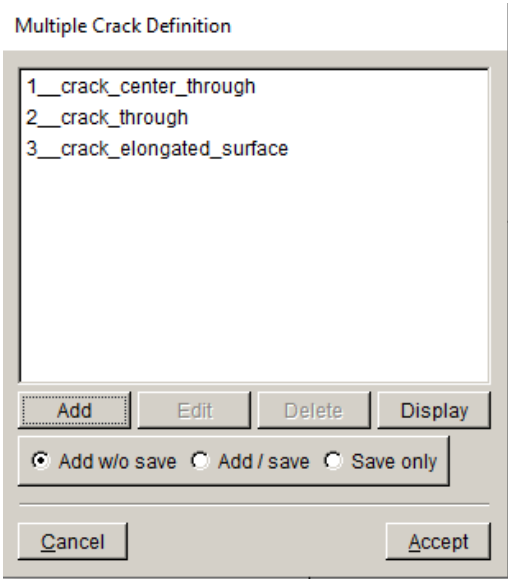 Multiple Crack Definition
1__crack_center_through
2__crack_through
3__crack_elongated_surface
Add Edit Delete Display
Add w/o save Add / save Save only
Cancel Accept